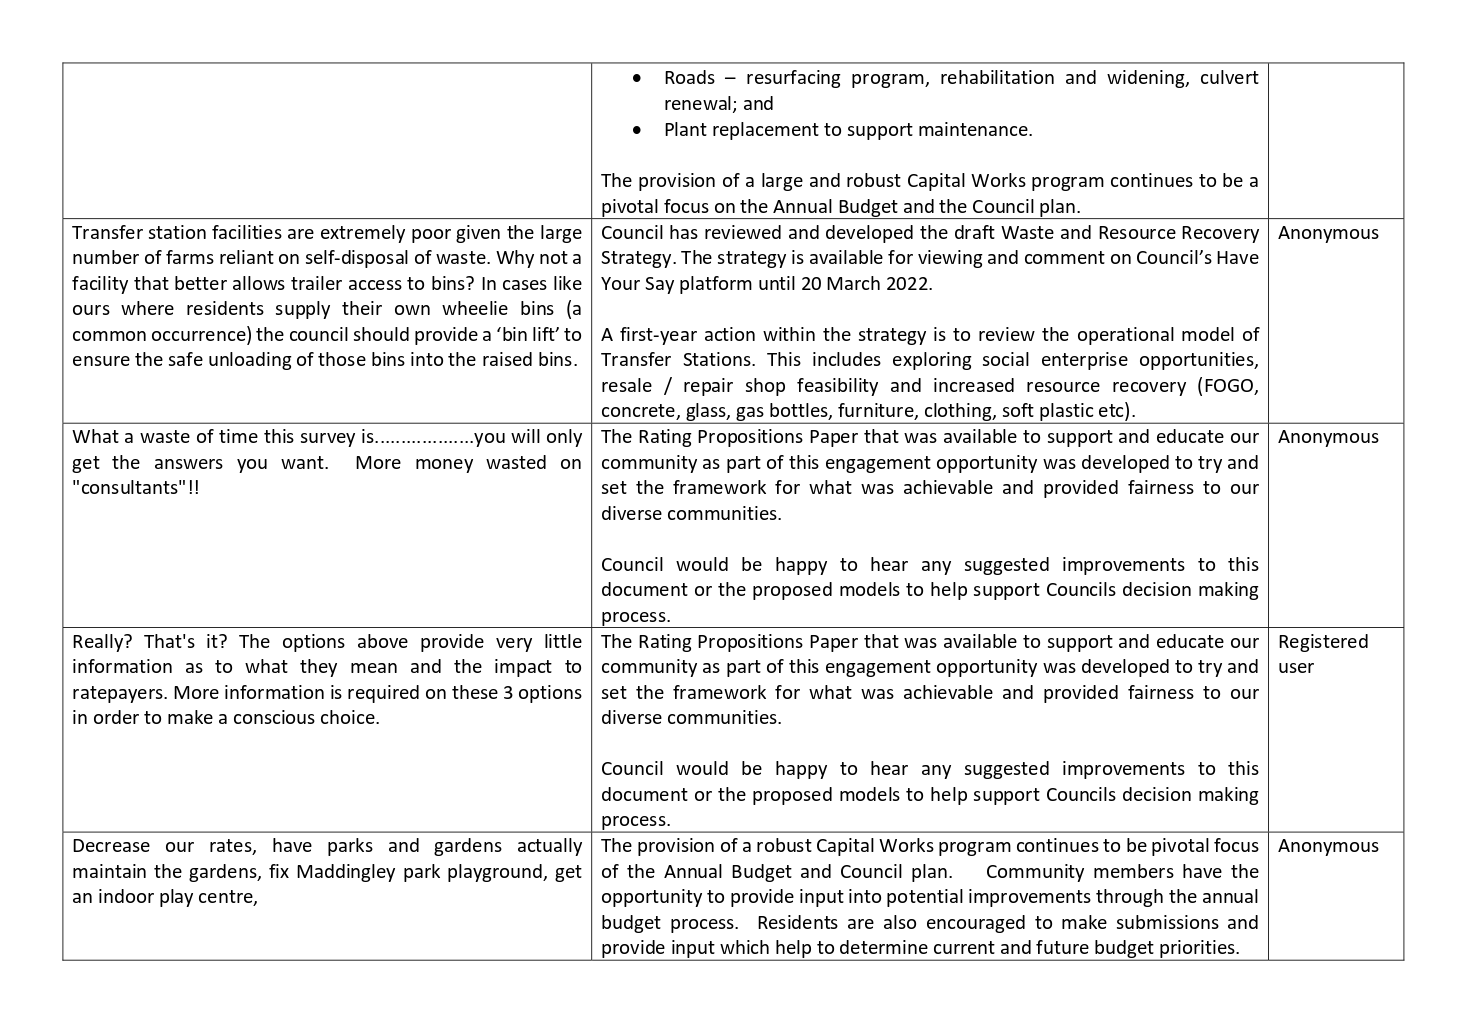 • Roads – resurfacing program, rehabilitation and widening, culvert
renewal; and
• Plant replacement to support maintenance.
The provision of a large and robust Capital Works program continues to be a
pivotal focus on the Annual Budget and the Council plan.
Transfer station facilities are extremely poor given the large
number of farms reliant on self-disposal of waste. Why not a
facility that better allows trailer access to bins? In cases like
ours where residents supply their own wheelie bins (a
common occurrence) the council should provide a ‘bin lift’ to
ensure the safe unloading of those bins into the raised bins.
Council has reviewed and developed the draft Waste and Resource Recovery
Strategy. The strategy is available for viewing and comment on Council’s Have
Your Say platform until 20 March 2022.
A first-year action within the strategy is to review the operational model of
Transfer Stations. This includes exploring social enterprise opportunities,
resale / repair shop feasibility and increased resource recovery (FOGO,
concrete, glass, gas bottles, furniture, clothing, soft plastic etc).
Anonymous
What a waste of time this survey is..................you will only
get the answers you want.  More money wasted on
"consultants"!!
The Rating Propositions Paper that was available to support and educate our
community as part of this engagement opportunity was developed to try and
set the framework for what was achievable and provided fairness to our
diverse communities.
Council would be happy to hear any suggested improvements to this
document or the proposed models to help support Councils decision making
process.
Anonymous
Really? That's it? The options above provide very little
information as to what they mean and the impact to
ratepayers. More information is required on these 3 options
in order to make a conscious choice.
The Rating Propositions Paper that was available to support and educate our
community as part of this engagement opportunity was developed to try and
set the framework for what was achievable and provided fairness to our
diverse communities.
Council would be happy to hear any suggested improvements to this
document or the proposed models to help support Councils decision making
process.
Registered
user
Decrease our rates, have parks and gardens actually
maintain the gardens, fix Maddingley park playground, get
an indoor play centre,
The provision of a robust Capital Works program continues to be pivotal focus
of the Annual Budget and Council plan.   Community members have the
opportunity to provide input into potential improvements through the annual
budget process.  Residents are also encouraged to make submissions and
provide input which help to determine current and future budget priorities.
Anonymous